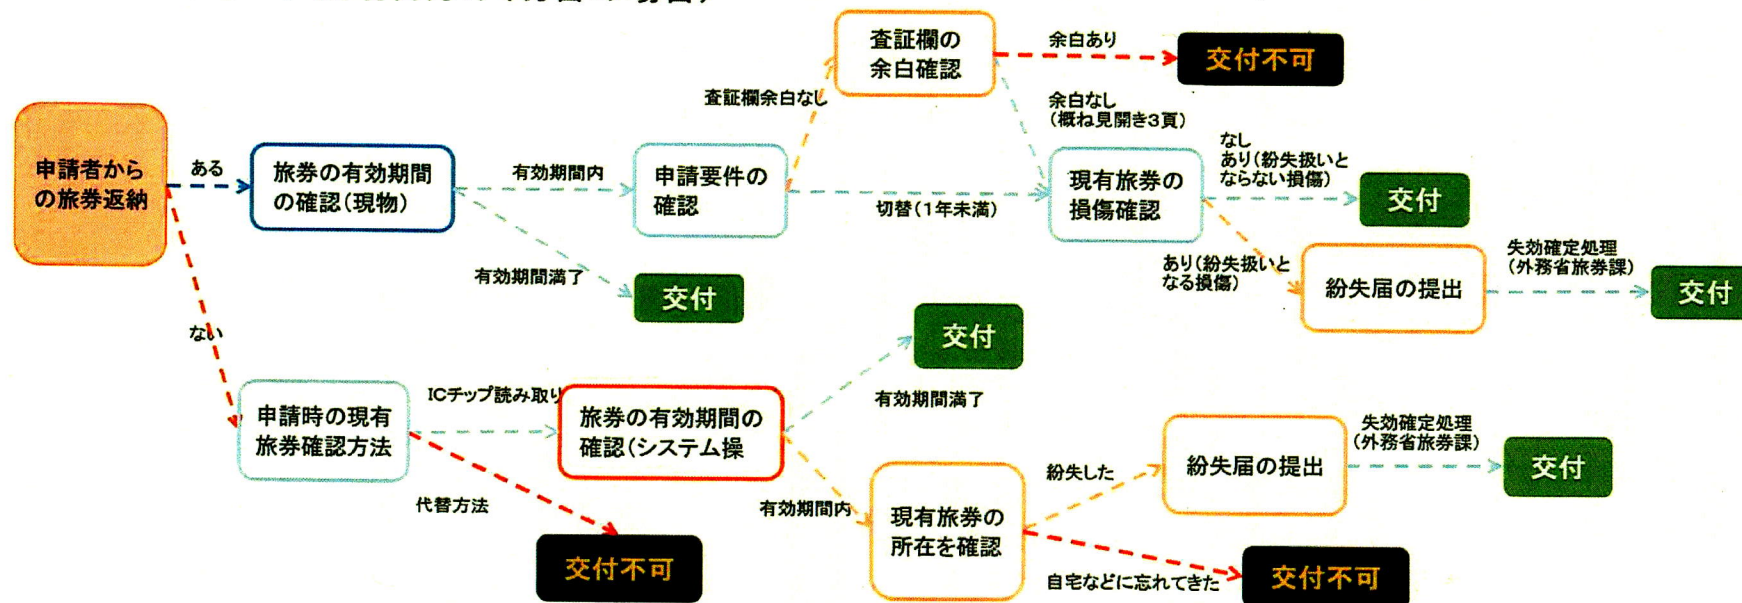 査証欄の
余白確認
余白あり
交付不可
査証欄余白なし
余白なし
(概ね見開き3頁)
申請者から
の旅券返納
ある
旅券の有効期間
の確認(現物)
有効期間内
申請要件の
確認
切替(1年未満)
現有旅券の
損傷確認
なし
あり(紛失扱いと
ならない損傷)
交付
あり(紛失扱いと
なる損傷)
紛失届の提出
失効確定処理
(外務省旅券課)
交付
有効期間満了
交付
ない
申請時の現有
旅券確認方法
ICチップ読み取り
旅券の有効期間の
確認(システム操
交付
有効期間満了
代替方法
交付不可
有効期間内
現有旅券の
所在を確認
紛失した
紛失届の提出
失効確定処理
(外務省旅券課)
交付
自宅などに忘れてきた
交付不可